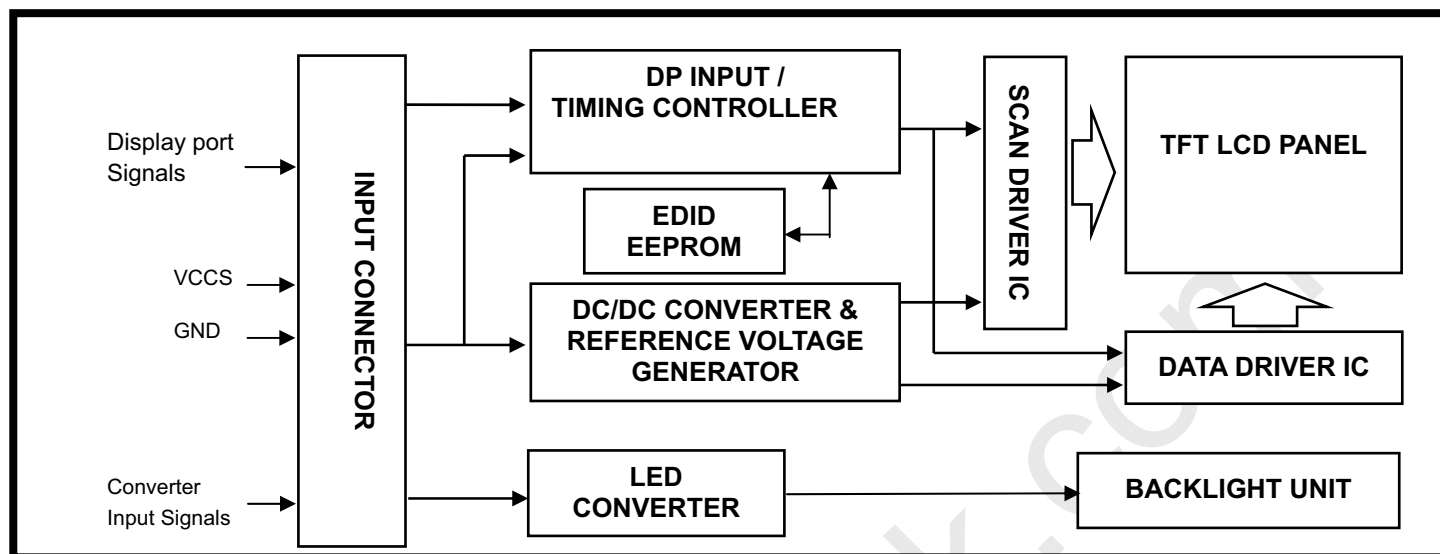 Display port
Signals
VCCS
GND
Converter
Input Signals
INPUT CONNECTOR
DP INPUT /
TIMING CONTROLLER
EDID
EEPROM
DC/DC CONVERTER &
REFERENCE VOLTAGE
GENERATOR
LED
CONVERTER
SCAN DRIVER IC
TFT LCD PANEL
DATA DRIVER IC
BACKLIGHT UNIT